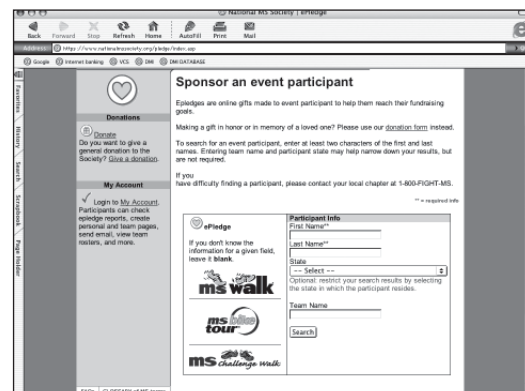 National MS Society | ePledge
Back Forward Stop Refresh Home AutoFill Print Mail
Address https://www.nationalmssociety.org/pledge/index.asp
Google Internet banking VCS DMI DMI DATABASE
Favorites
History
Search
Scrapbook
Page Holder
Donations
Donate
Do you want to give a
general donation to the
Society? Give a donation.
My Account
Login to My Account.
Participants can check
epledge reports, create
personal and team pages,
send email, view team
rosters, and more.
Sponsor an event participant
Epledges are online gifts made to event participant to help them reach their fundraising
goals.
Making a gift in honor or in memory of a loved one? Please use our donation form instead.
To search for an event participant, enter at least two characters of the first and last
names. Entering team name and participant state may help narrow down your results, but
are not required.
If you
have difficulty finding a participant, please contact your local chapter at 1-800-FIGHT-MS.
** = required info
ePledge
If you don't know the
information for a given field,
leave it blank.
ms walk
ms bike
tour
ms challenge walk
Participant Info
First Name**
Last Name**
State
-- Select --
Optional: restrict your search results by selecting
the state in which the participant resides.
Team Name
Search
FAQs | GLOSSARY of MS terms